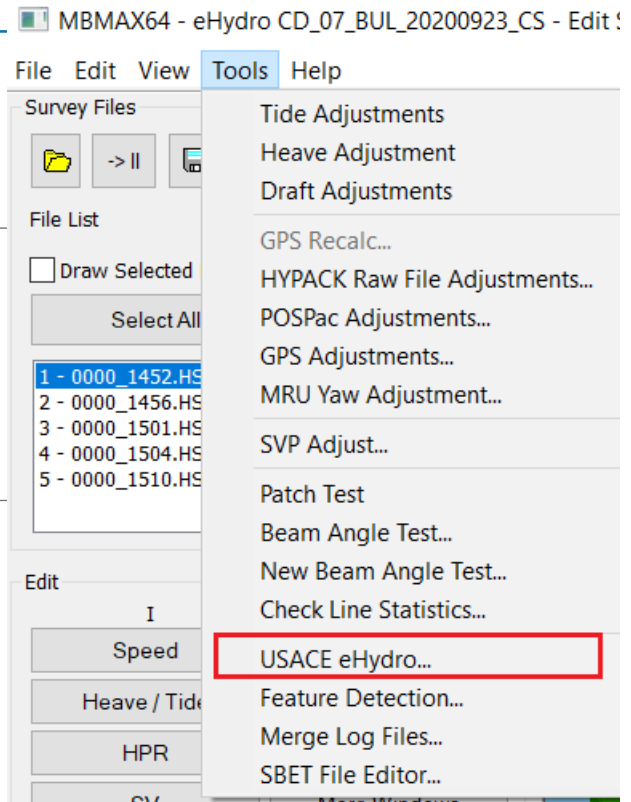 MBMAX64 - eHydro CD_07_BUL_20200923_CS - Edit
File Edit View Tools Help
Survey Files
-> II
File List
Draw Selected
Select All
1 - 0000_1452.HS
2 - 0000_1456.HS
3 - 0000_1501.HS
4 - 0000_1504.HS
5 - 0000_1510.HS
Edit
I
Speed
Heave / Tide
HPR
Tide Adjustments
Heave Adjustment
Draft Adjustments
GPS Recalc...
HYPACK Raw File Adjustments...
POSPac Adjustments...
GPS Adjustments...
MRU Yaw Adjustment...
SVP Adjust...
Patch Test
Beam Angle Test...
New Beam Angle Test...
Check Line Statistics...
USACE eHydro...
Feature Detection...
Merge Log Files...
SBET File Editor...